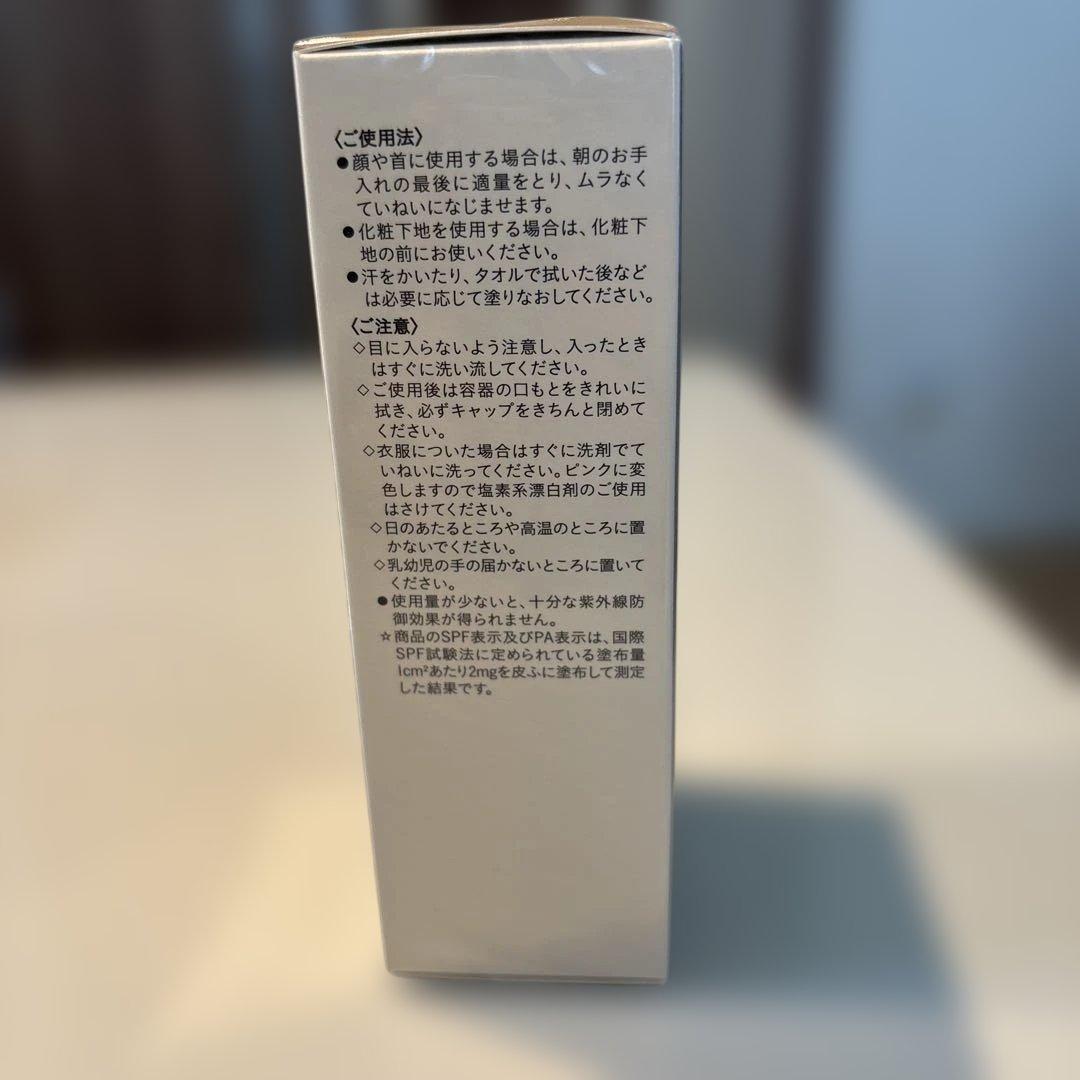 〈ご使用法〉
●顔や首に使用する場合は、朝のお手
入れの最後に適量をとり、ムラなく
ていねいになじませます。
●化粧下地を使用する場合は、化粧下
地の前にお使いください。
●汗をかいたり、タオルで拭いた後など
は必要に応じて塗りなおしてください。
〈ご注意〉
◇目に入らないよう注意し、入ったとき
はすぐに洗い流してください。
◇ご使用後は容器の口もとをきれいに
拭き、必ずキャップをきちんと閉めて
ください。
◇衣服についた場合はすぐに洗剤でて
いねいに洗ってください。ピンクに変
色しますので塩素系漂白剤のご使用
はさけてください。
◇日のあたるところや高温のところに置
かないでください。
◇乳幼児の手の届かないところに置いて
ください。
●使用量が少ないと、十分な紫外線防
御効果が得られません。
☆商品のSPF表示及びPA表示は、国際
SPF試験法に定められている塗布量
1cm²あたり2mgを皮ふに塗布して測定
した結果です。